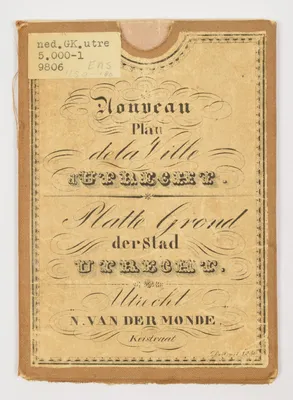 ned.GK.utre
5.000-1
9806
Nouveau
Plan
de la Ville
d'UTRECHT.
Platte Grond
der Stad
UTRECHT.
Utrecht
N. VAN DER MONDE.
Keistraat